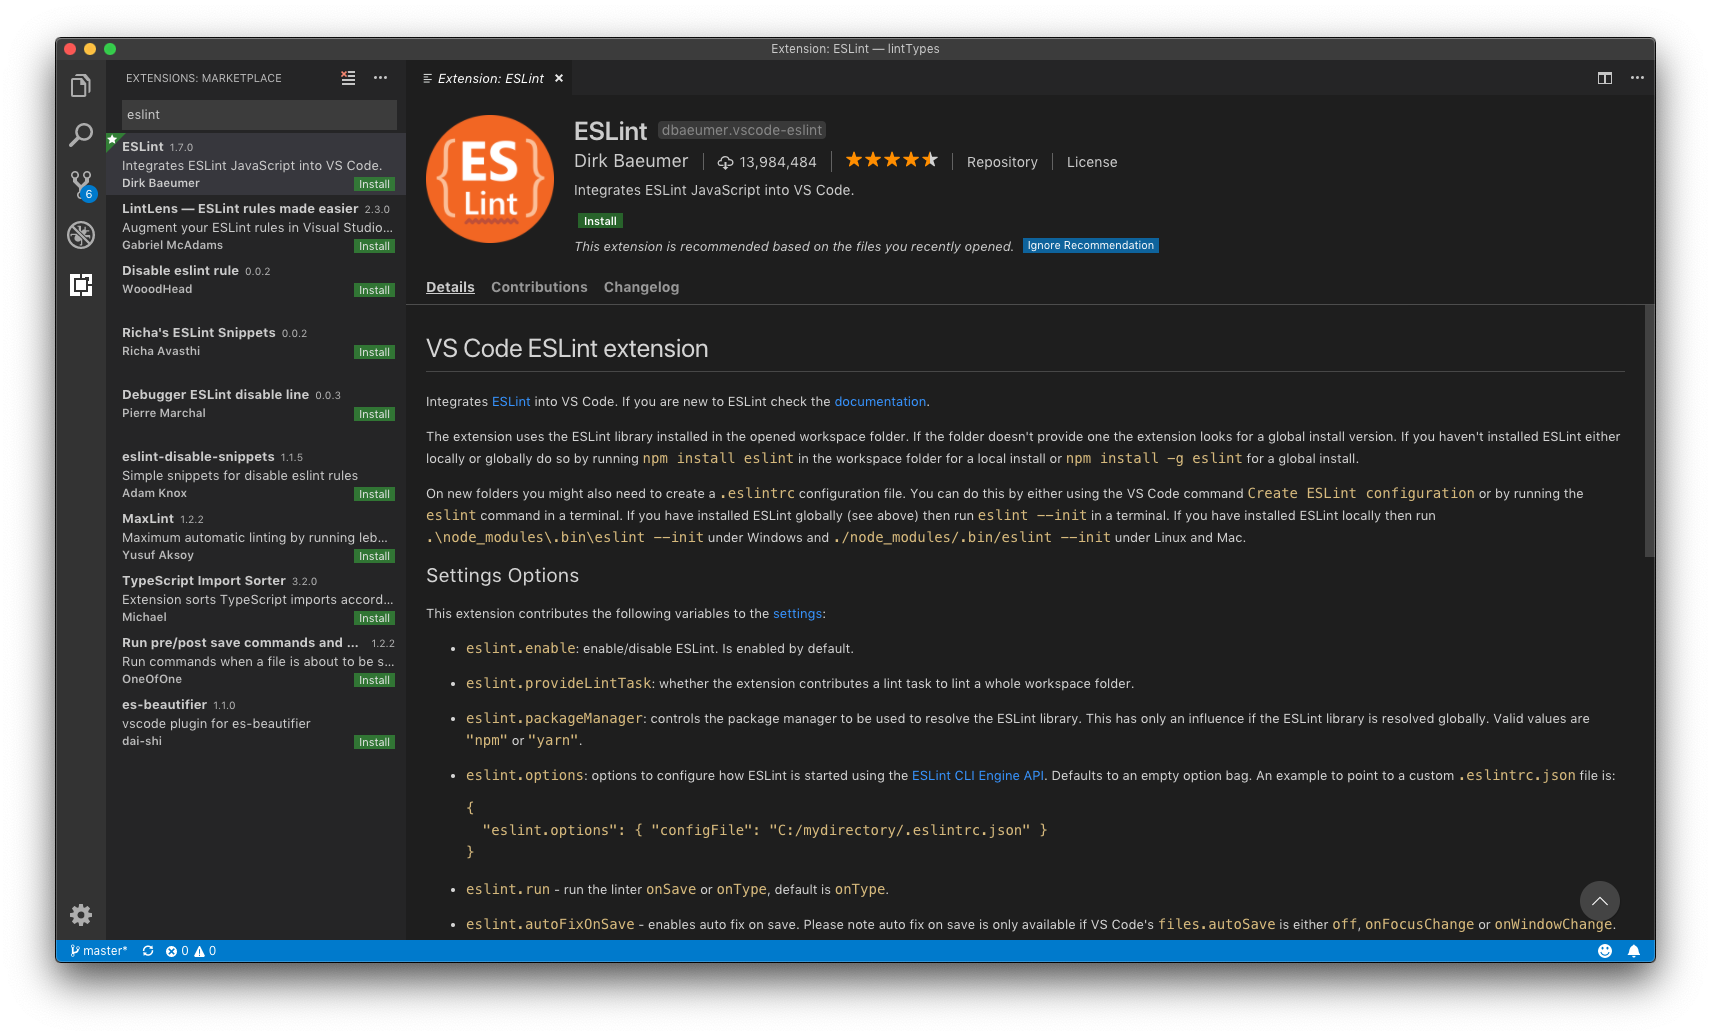 Extension: ESLint — lintTypes
EXTENSIONS: MARKETPLACE
eslint
ESLint 1.7.0
Integrates ESLint JavaScript into VS Code.
Dirk Baeumer Install
LintLens — ESLint rules made easier 2.3.0
Augment your ESLint rules in Visual Studio...
Gabriel McAdams Install
Disable eslint rule 0.0.2
WooodHead Install
Richa's ESLint Snippets 0.0.2
Richa Avasthi Install
Debugger ESLint disable line 0.0.3
Pierre Marchal Install
eslint-disable-snippets 1.1.5
Simple snippets for disable eslint rules
Adam Knox Install
MaxLint 1.2.2
Maximum automatic linting by running leb...
Yusuf Aksoy Install
TypeScript Import Sorter 3.2.0
Extension sorts TypeScript imports accord...
Michael Install
Run pre/post save commands and ... 1.2.2
Run commands when a file is about to be s...
OneOfOne Install
es-beautifier 1.1.0
vscode plugin for es-beautifier
dai-shi Install
6
Extension: ESLint ×
{ES}
Lint
ESLint dbaeumer.vscode-eslint
Dirk Baeumer 13,984,484 Repository License
Integrates ESLint JavaScript into VS Code.
Install
This extension is recommended based on the files you recently opened. Ignore Recommendation
Details Contributions Changelog
VS Code ESLint extension
Integrates ESLint into VS Code. If you are new to ESLint check the documentation.
The extension uses the ESLint library installed in the opened workspace folder. If the folder doesn't provide one the extension looks for a global install version. If you haven't installed ESLint either
locally or globally do so by running npm install eslint in the workspace folder for a local install or npm install -g eslint for a global install.
On new folders you might also need to create a .eslintrc configuration file. You can do this by either using the VS Code command Create ESLint configuration or by running the
eslint command in a terminal. If you have installed ESLint globally (see above) then run eslint --init in a terminal. If you have installed ESLint locally then run
.\node_modules\.bin\eslint --init under Windows and ./node_modules/.bin/eslint --init under Linux and Mac.
Settings Options
This extension contributes the following variables to the settings:
• eslint.enable: enable/disable ESLint. Is enabled by default.
• eslint.provideLintTask: whether the extension contributes a lint task to lint a whole workspace folder.
• eslint.packageManager: controls the package manager to be used to resolve the ESLint library. This has only an influence if the ESLint library is resolved globally. Valid values are
"npm" or "yarn".
• eslint.options: options to configure how ESLint is started using the ESLint CLI Engine API. Defaults to an empty option bag. An example to point to a custom .eslintrc.json file is:
{
"eslint.options": { "configFile": "C:/mydirectory/.eslintrc.json" }
}
• eslint.run - run the linter onSave or onType, default is onType.
• eslint.autoFixOnSave - enables auto fix on save. Please note auto fix on save is only available if VS Code's files.autoSave is either off, onFocusChange or onWindowChange.
master* 0 0